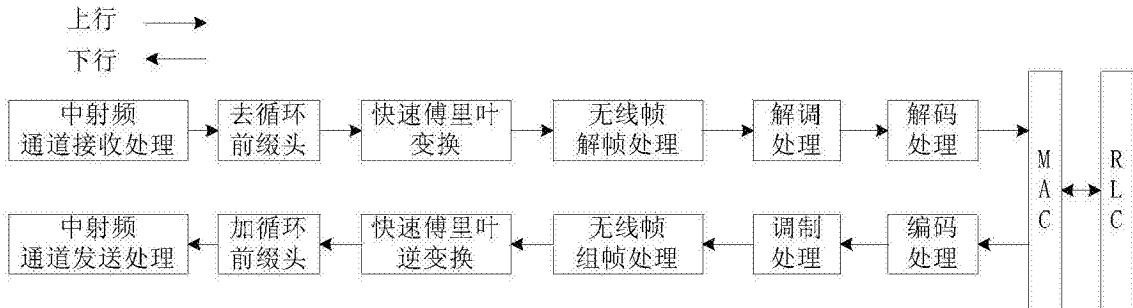 上行
下行
中射频
通道接收处理
去循环
前缀头
快速傅里叶
变换
无线帧
解帧处理
解调
处理
解码
处理
MAC
RLC
中射频
通道发送处理
加循环
前缀头
快速傅里叶
逆变换
无线帧
组帧处理
调制
处理
编码
处理